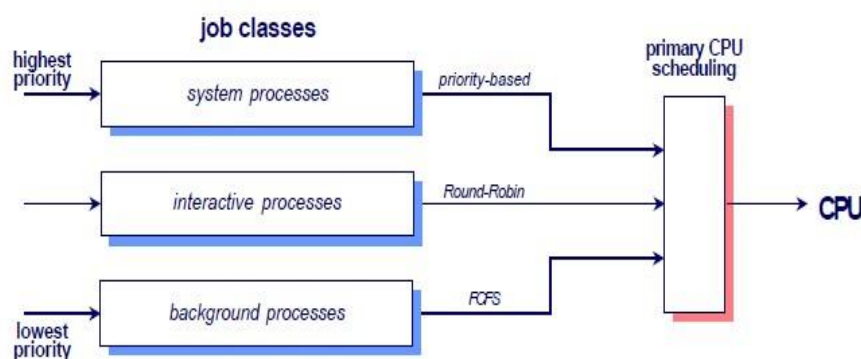 job classes
highest
priority
system processes
priority-based
primary CPU
scheduling
interactive processes
Round-Robin
CPU
background processes
FCFS
lowest
priority